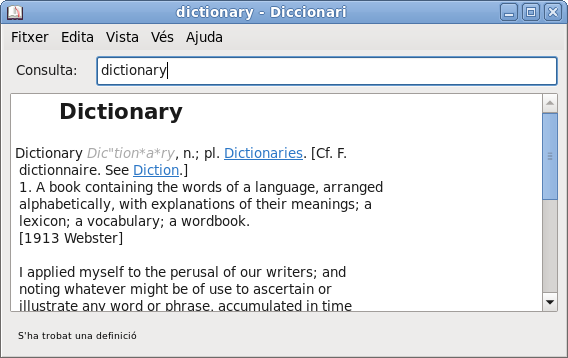 dictionary - Diccionari
Fitxer Edita Vista Vés Ajuda
Consulta: dictionary
Dictionary
Dictionary Dic"tion*a*ry, n.; pl. Dictionaries. [Cf. F.
dictionnaire. See Diction.]
1. A book containing the words of a language, arranged
alphabetically, with explanations of their meanings; a
lexicon; a vocabulary; a wordbook.
[1913 Webster]
I applied myself to the perusal of our writers; and
noting whatever might be of use to ascertain or
illustrate any word or phrase, accumulated in time
S'ha trobat una definició